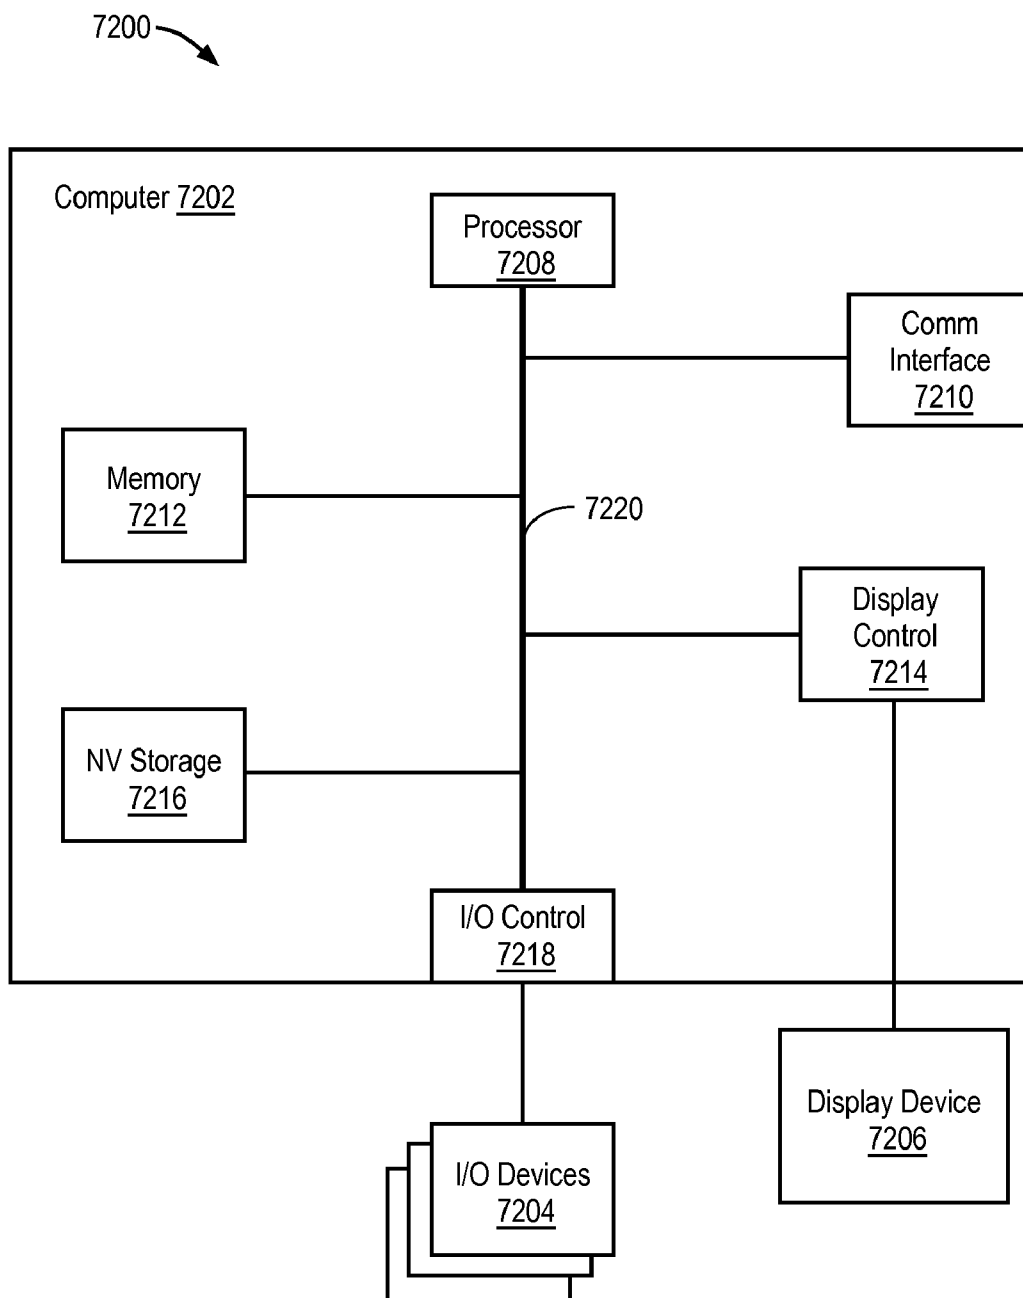 7200
Computer 7202
Processor
7208
Comm
Interface
7210
Memory
7212
7220
Display
Control
7214
NV Storage
7216
I/O Control
7218
Display Device
7206
I/O Devices
7204